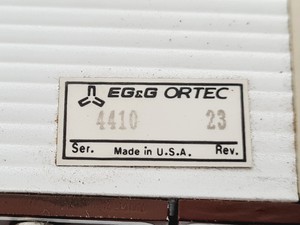 EG&G ORTEC
4410 23
Ser. Made in U.S.A. Rev.